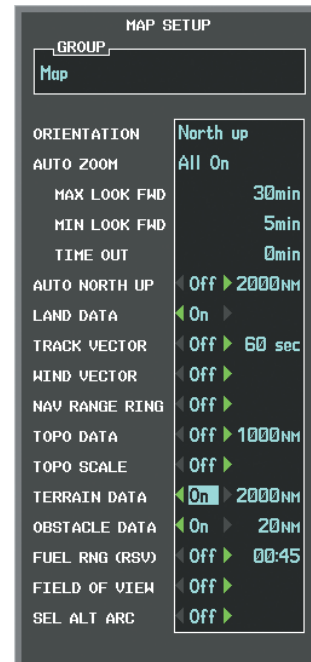 MAP SETUP
GROUP
Map
ORIENTATION North up
AUTO ZOOM All On
MAX LOOK FWD 30min
MIN LOOK FWD 5min
TIME OUT 0min
AUTO NORTH UP Off 2000NM
LAND DATA On
TRACK VECTOR Off 60 sec
WIND VECTOR Off
NAV RANGE RING Off
TOPO DATA Off 1000NM
TOPO SCALE Off
TERRAIN DATA On 2000NM
OBSTACLE DATA On 20NM
FUEL RNG (RSV) Off 00:45
FIELD OF VIEW Off
SEL ALT ARC Off